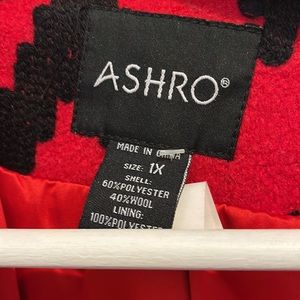 ASHRO®
MADE IN CHINA
SIZE: 1X
SHELL:
60%POLYESTER
40%WOOL
LINING:
100%POLYESTER